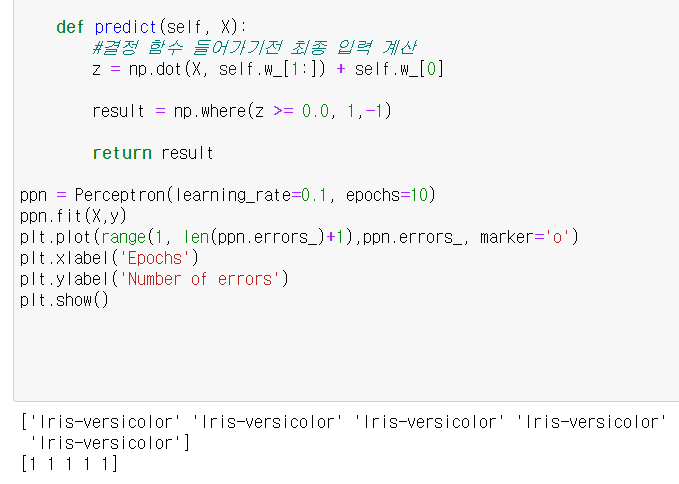 def predict(self, X):
#결정 함수 들어가기전 최종 입력 계산
z = np.dot(X, self.w_[1:]) + self.w_[0]
result = np.where(z >= 0.0, 1,-1)
return result
ppn = Perceptron(learning_rate=0.1, epochs=10)
ppn.fit(X,y)
plt.plot(range(1, len(ppn.errors_)+1),ppn.errors_, marker='o')
plt.xlabel('Epochs')
plt.ylabel('Number of errors')
plt.show()
['Iris-versicolor' 'Iris-versicolor' 'Iris-versicolor' 'Iris-versicolor'
'Iris-versicolor']
[1 1 1 1 1]